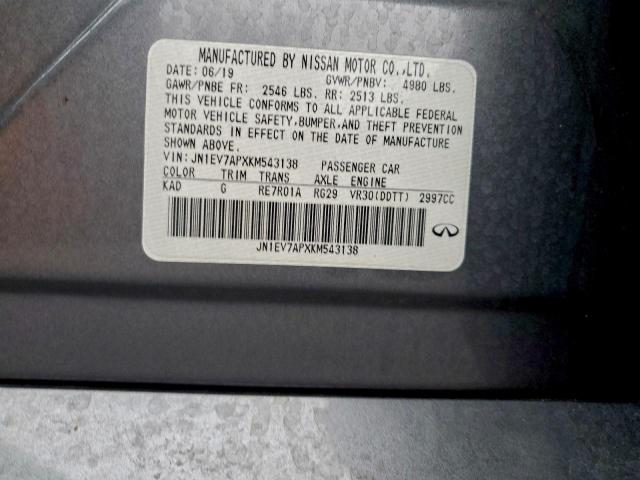 MANUFACTURED BY NISSAN MOTOR CO.,LTD.
DATE: 06/19 GVWR/PNBV: 4980 LBS.
GAWR/PNBE FR: 2546 LBS. RR: 2513 LBS.
THIS VEHICLE CONFORMS TO ALL APPLICABLE FEDERAL
MOTOR VEHICLE SAFETY,BUMPER,AND THEFT PREVENTION
STANDARDS IN EFFECT ON THE DATE OF MANUFACTURE
SHOWN ABOVE.
VIN: JN1EV7APXKM543138 PASSENGER CAR
COLOR TRIM TRANS AXLE ENGINE
KAD G RE7R01A RG29 VR30(DDTT) 2997CC
JN1EV7APXKM543138